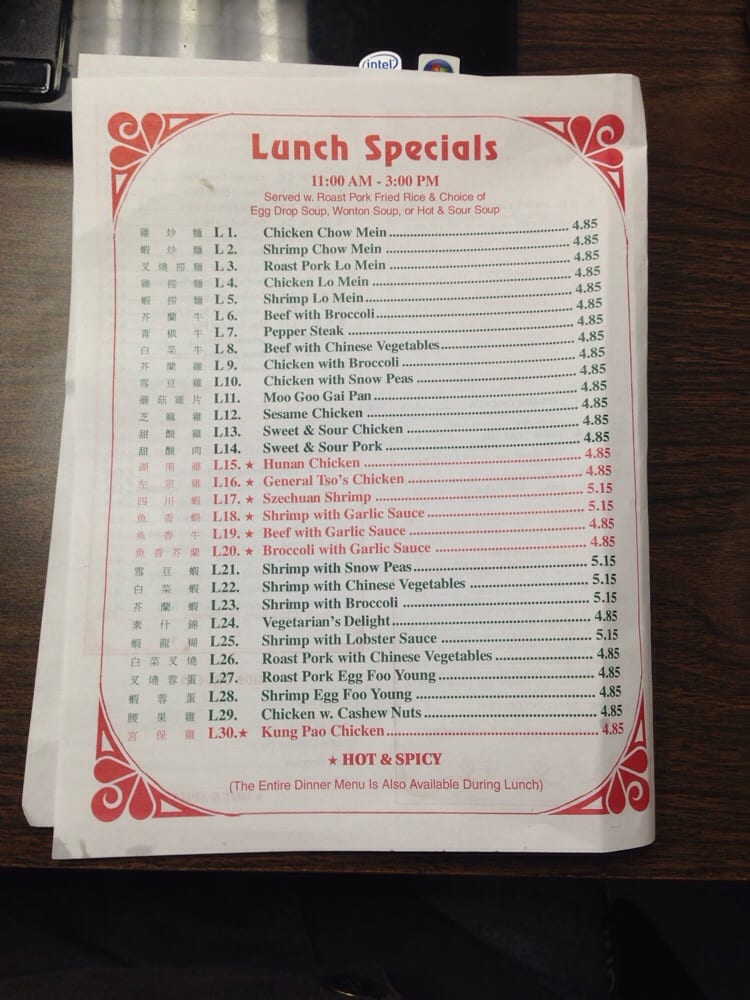 intel
Lunch Specials
11:00 AM - 3:00 PM
Served w. Roast Pork Fried Rice & Choice of
Egg Drop Soup, Wonton Soup, or Hot & Sour Soup
雞炒麵 L 1. Chicken Chow Mein 4.85
蝦炒麵 L 2. Shrimp Chow Mein 4.85
叉燒撈麵 L 3. Roast Pork Lo Mein 4.85
雞撈麵 L 4. Chicken Lo Mein 4.85
蝦撈麵 L 5. Shrimp Lo Mein 4.85
芥蘭牛 L 6. Beef with Broccoli 4.85
青椒牛 L 7. Pepper Steak 4.85
白菜牛 L 8. Beef with Chinese Vegetables 4.85
芥蘭雞 L 9. Chicken with Broccoli 4.85
雪豆雞 L10. Chicken with Snow Peas 4.85
蘑菇雞片 L11. Moo Goo Gai Pan 4.85
芝麻雞 L12. Sesame Chicken 4.85
甜酸雞 L13. Sweet & Sour Chicken 4.85
甜酸肉 L14. Sweet & Sour Pork 4.85
湖南雞 L15. ★ Hunan Chicken 4.85
左宗雞 L16. ★ General Tso's Chicken 4.85
四川蝦 L17. ★ Szechuan Shrimp 5.15
魚香蝦 L18. ★ Shrimp with Garlic Sauce 5.15
魚香牛 L19. ★ Beef with Garlic Sauce 4.85
魚香芥蘭 L20. ★ Broccoli with Garlic Sauce 4.85
雪豆蝦 L21. Shrimp with Snow Peas 5.15
白菜蝦 L22. Shrimp with Chinese Vegetables 5.15
芥蘭蝦 L23. Shrimp with Broccoli 5.15
素什錦 L24. Vegetarian's Delight 4.85
蝦龍糊 L25. Shrimp with Lobster Sauce 5.15
白菜叉燒 L26. Roast Pork with Chinese Vegetables 4.85
叉燒蓉蛋 L27. Roast Pork Egg Foo Young 4.85
蝦蓉蛋 L28. Shrimp Egg Foo Young 4.85
腰果雞 L29. Chicken w. Cashew Nuts 4.85
宮保雞 L30.★ Kung Pao Chicken 4.85
★ HOT & SPICY
(The Entire Dinner Menu Is Also Available During Lunch)